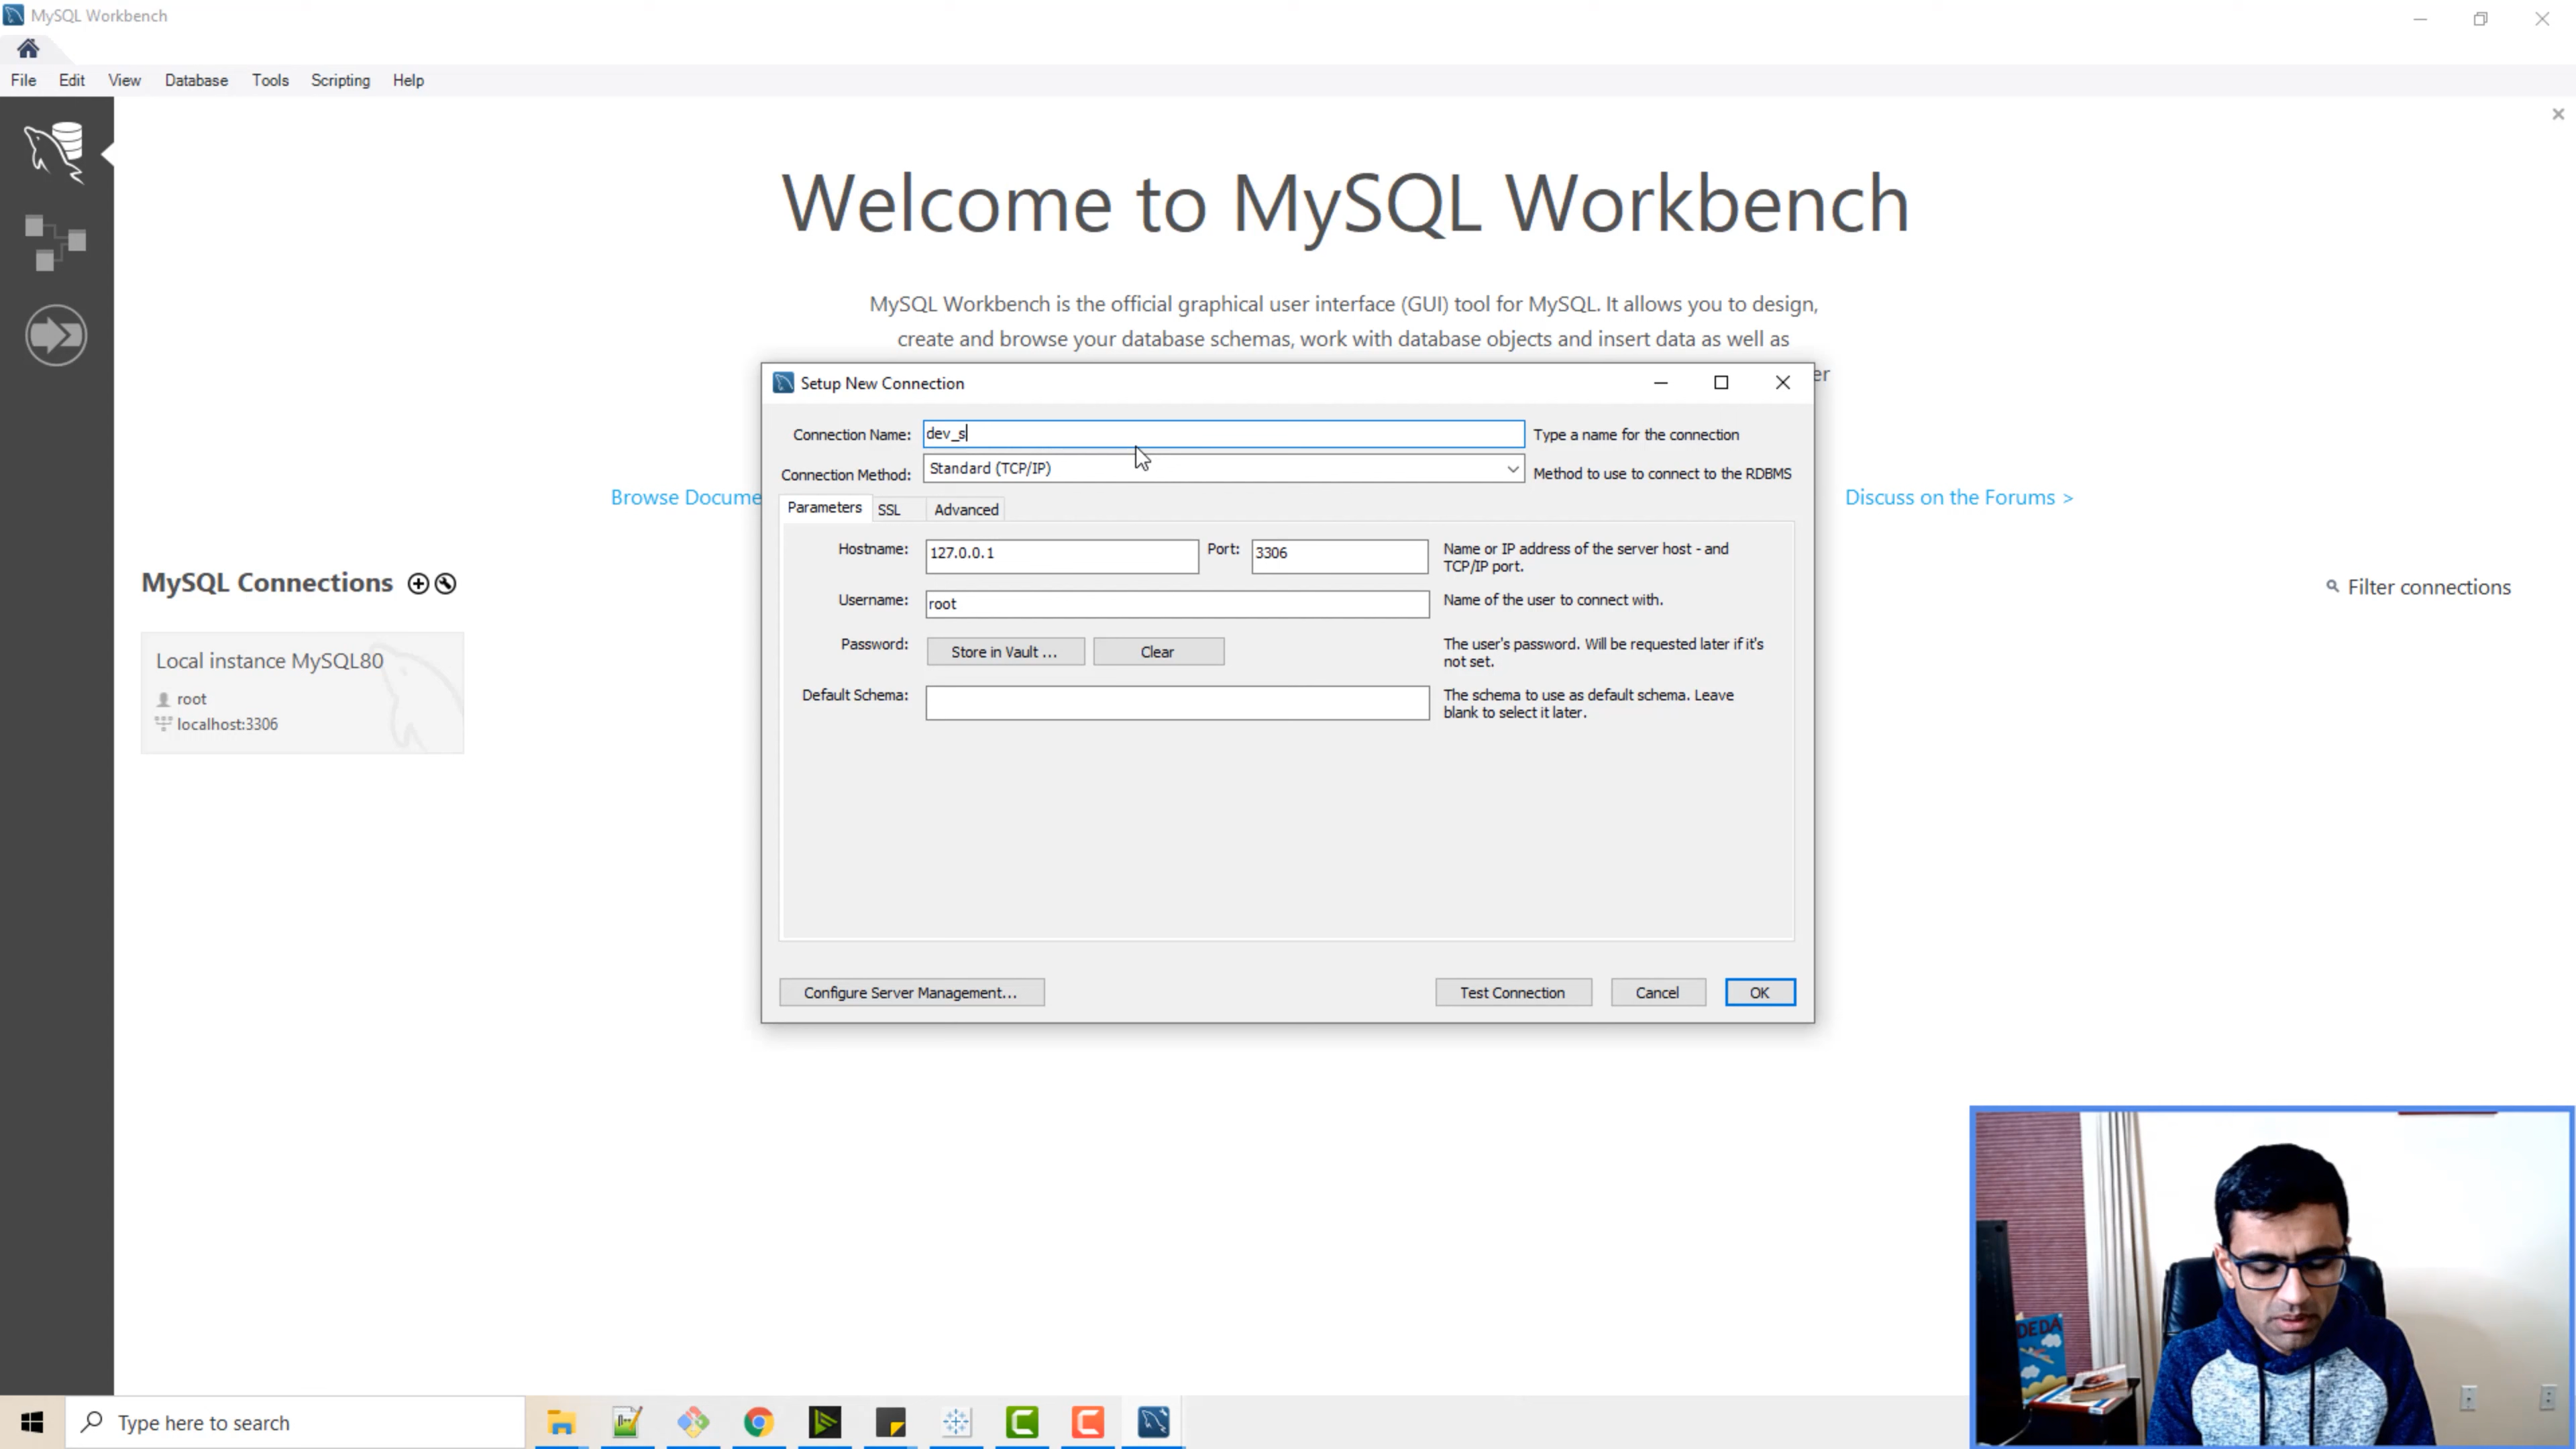 MySQL Workbench
File Edit View Database Tools Scripting Help
Welcome to MySQL Workbench
MySQL Workbench is the official graphical user interface (GUI) tool for MySQL. It allows you to design,
create and browse your database schemas, work with database objects and insert data as well as
er
Setup New Connection
Connection Name: dev_s Type a name for the connection
Connection Method: Standard (TCP/IP) Method to use to connect to the RDBMS
Browse Docume
Discuss on the Forums >
Parameters SSL Advanced
Hostname: 127.0.0.1 Port: 3306 Name or IP address of the server host - and
TCP/IP port.
Username: root Name of the user to connect with.
Password: Store in Vault ... Clear The user's password. Will be requested later if it's
not set.
Default Schema: The schema to use as default schema. Leave
blank to select it later.
Configure Server Management... Test Connection Cancel OK
MySQL Connections
Filter connections
Local instance MySQL80
root
localhost:3306
DEDA
Type here to search